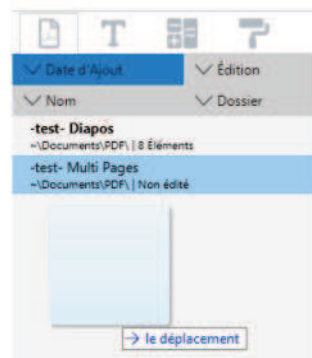 Date d'Ajout
Édition
Nom
Dossier
-test- Diapos
~\Documents\PDF\ | 8 Éléments
-test- Multi Pages
~\Documents\PDF\ | Non édité
→ le déplacement